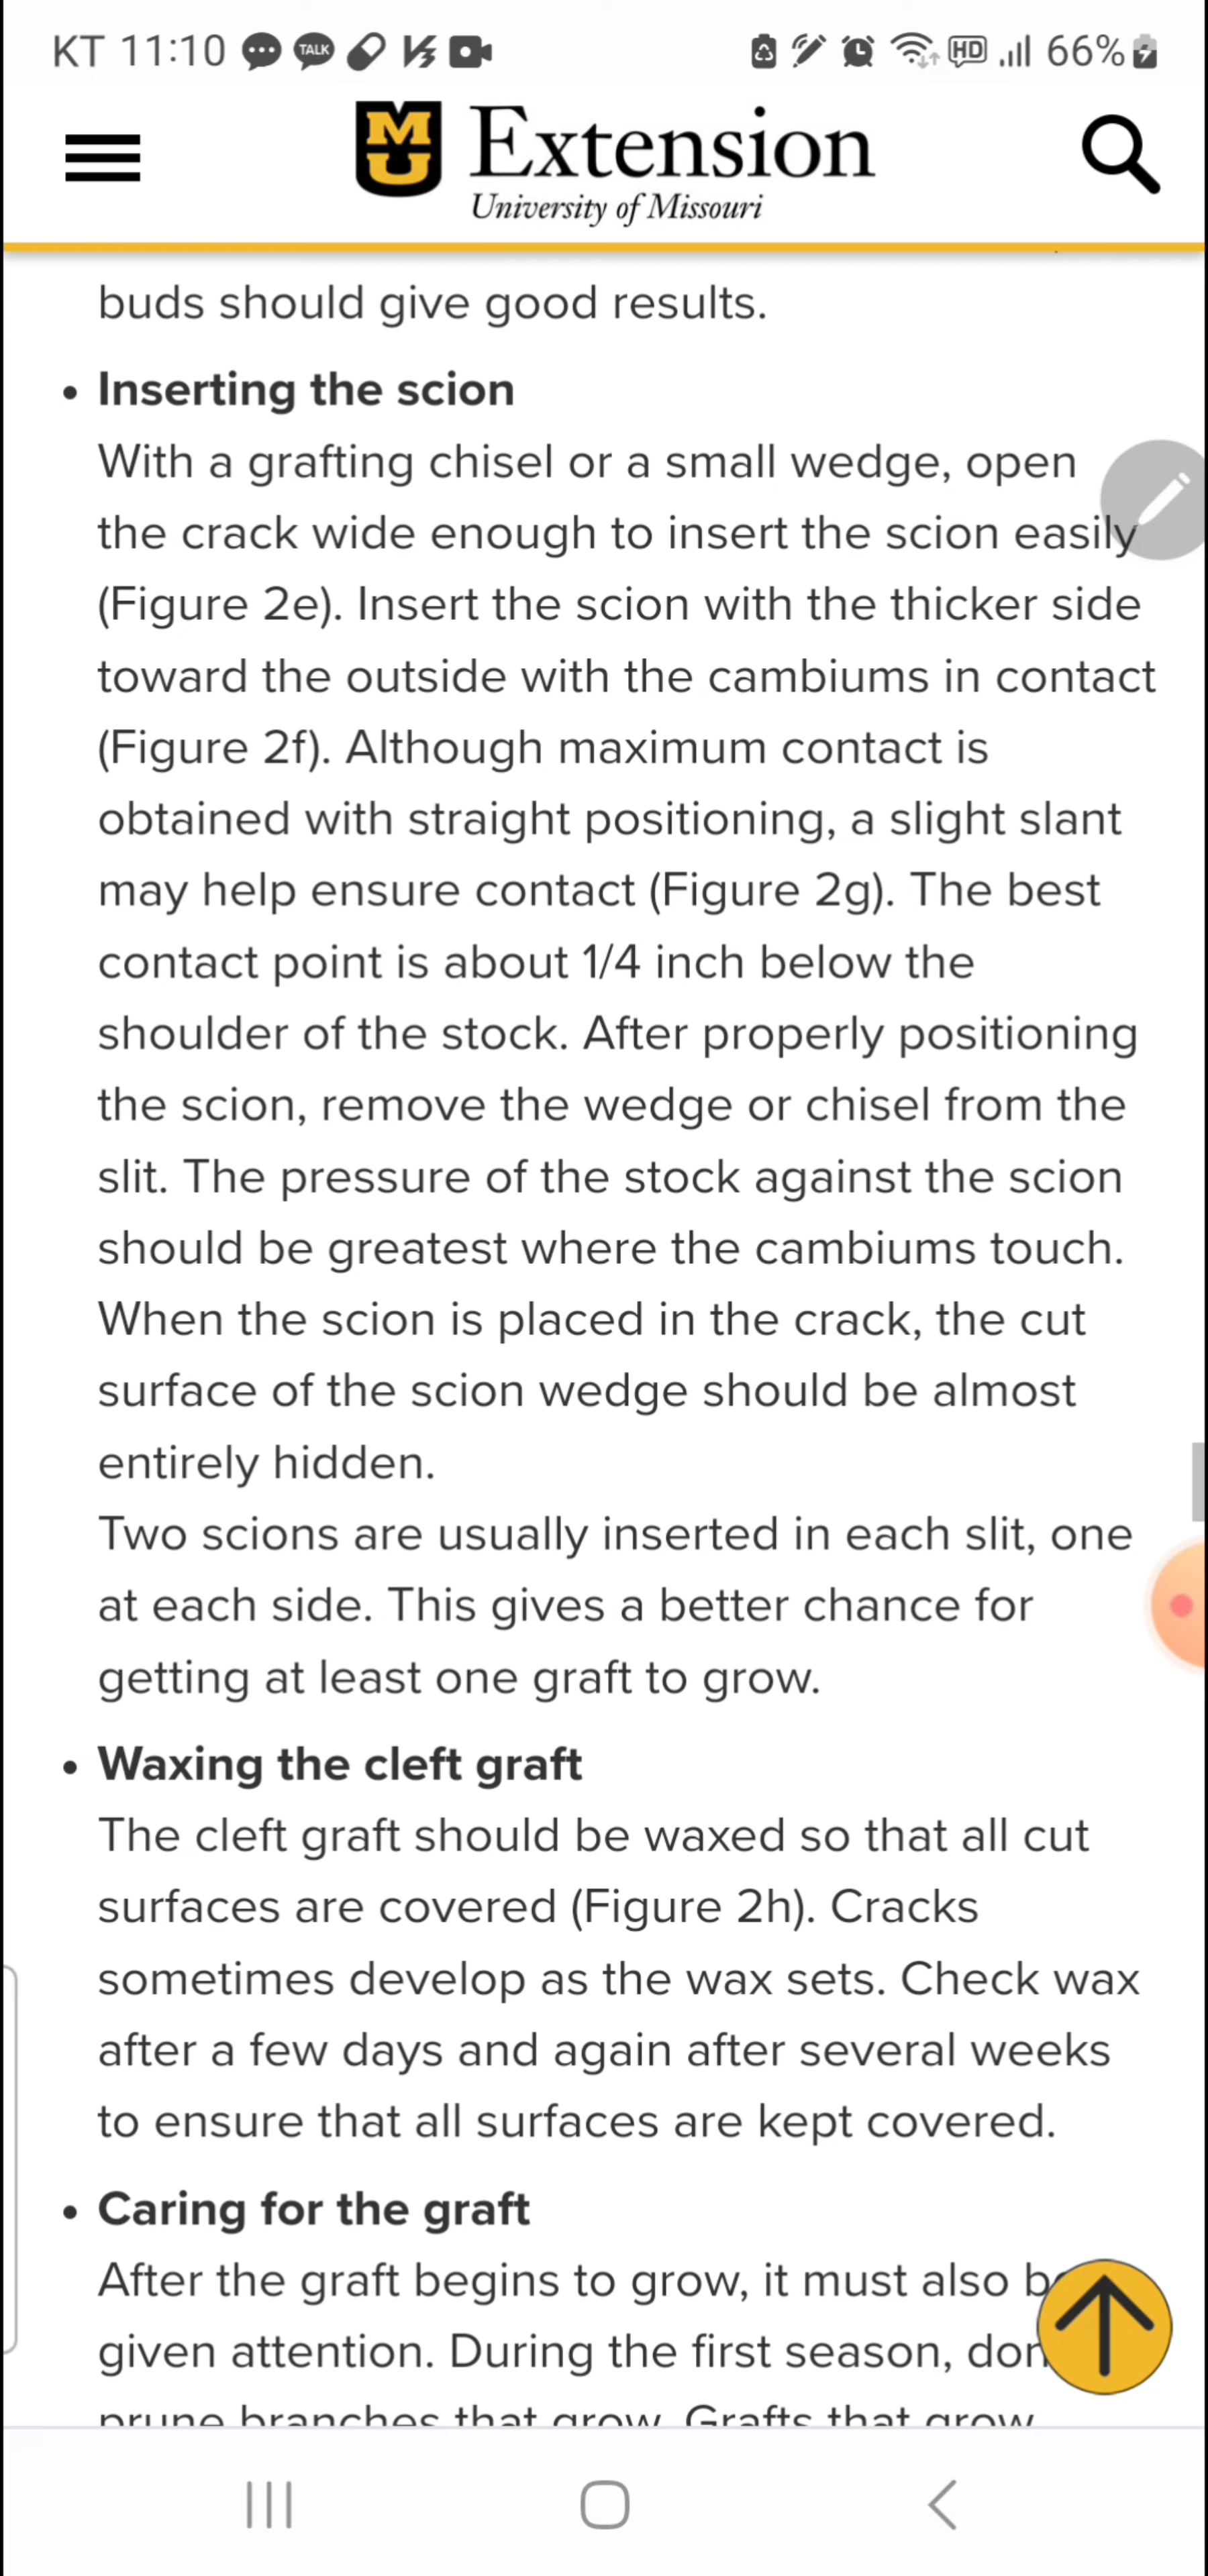 KT 11:10 TALK HD 66%
MU Extension
University of Missouri
buds should give good results.
• Inserting the scion
With a grafting chisel or a small wedge, open
the crack wide enough to insert the scion easily
(Figure 2e). Insert the scion with the thicker side
toward the outside with the cambiums in contact
(Figure 2f). Although maximum contact is
obtained with straight positioning, a slight slant
may help ensure contact (Figure 2g). The best
contact point is about 1/4 inch below the
shoulder of the stock. After properly positioning
the scion, remove the wedge or chisel from the
slit. The pressure of the stock against the scion
should be greatest where the cambiums touch.
When the scion is placed in the crack, the cut
surface of the scion wedge should be almost
entirely hidden.
Two scions are usually inserted in each slit, one
at each side. This gives a better chance for
getting at least one graft to grow.
• Waxing the cleft graft
The cleft graft should be waxed so that all cut
surfaces are covered (Figure 2h). Cracks
sometimes develop as the wax sets. Check wax
after a few days and again after several weeks
to ensure that all surfaces are kept covered.
• Caring for the graft
After the graft begins to grow, it must also
given attention. During the first season,
prune branches that grow. Grafts that grow